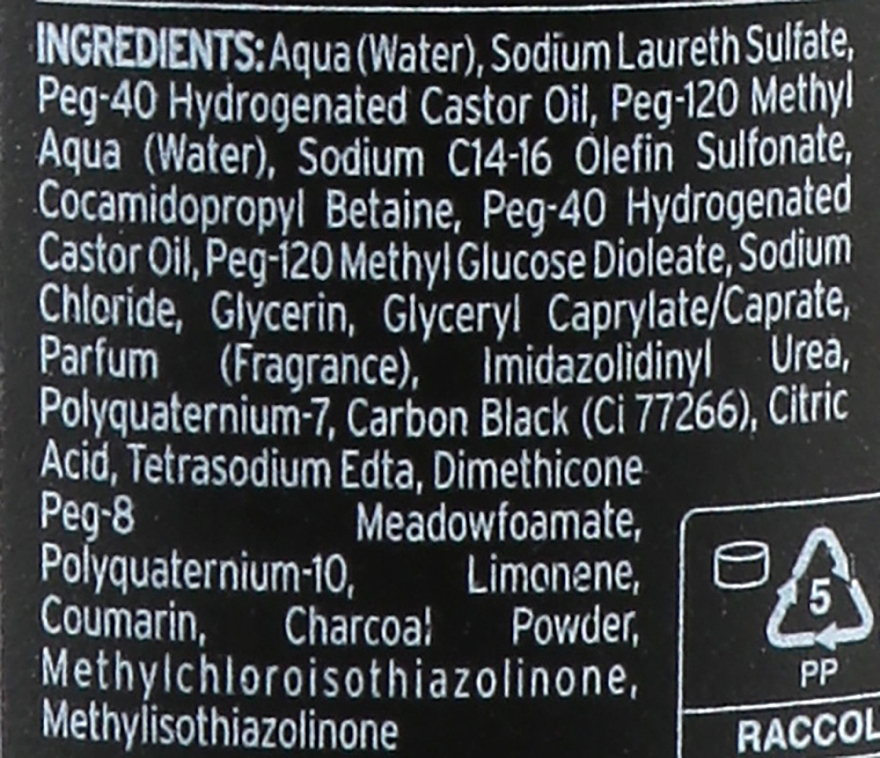 INGREDIENTS: Aqua (Water), Sodium Laureth Sulfate,
Peg-40 Hydrogenated Castor Oil, Peg-120 Methyl
Aqua (Water), Sodium C14-16 Olefin Sulfonate,
Cocamidopropyl Betaine, Peg-40 Hydrogenated
Castor Oil, Peg-120 Methyl Glucose Dioleate, Sodium
Chloride, Glycerin, Glyceryl Caprylate/Caprate,
Parfum (Fragrance), Imidazolidinyl Urea,
Polyquaternium-7, Carbon Black (Ci 77266), Citric
Acid, Tetrasodium Edta, Dimethicone
Peg-8 Meadowfoamate,
Polyquaternium-10, Limonene,
Coumarin, Charcoal Powder,
Methylchloroisothiazolinone,
Methylisothiazolinone
5
PP
RACCOL